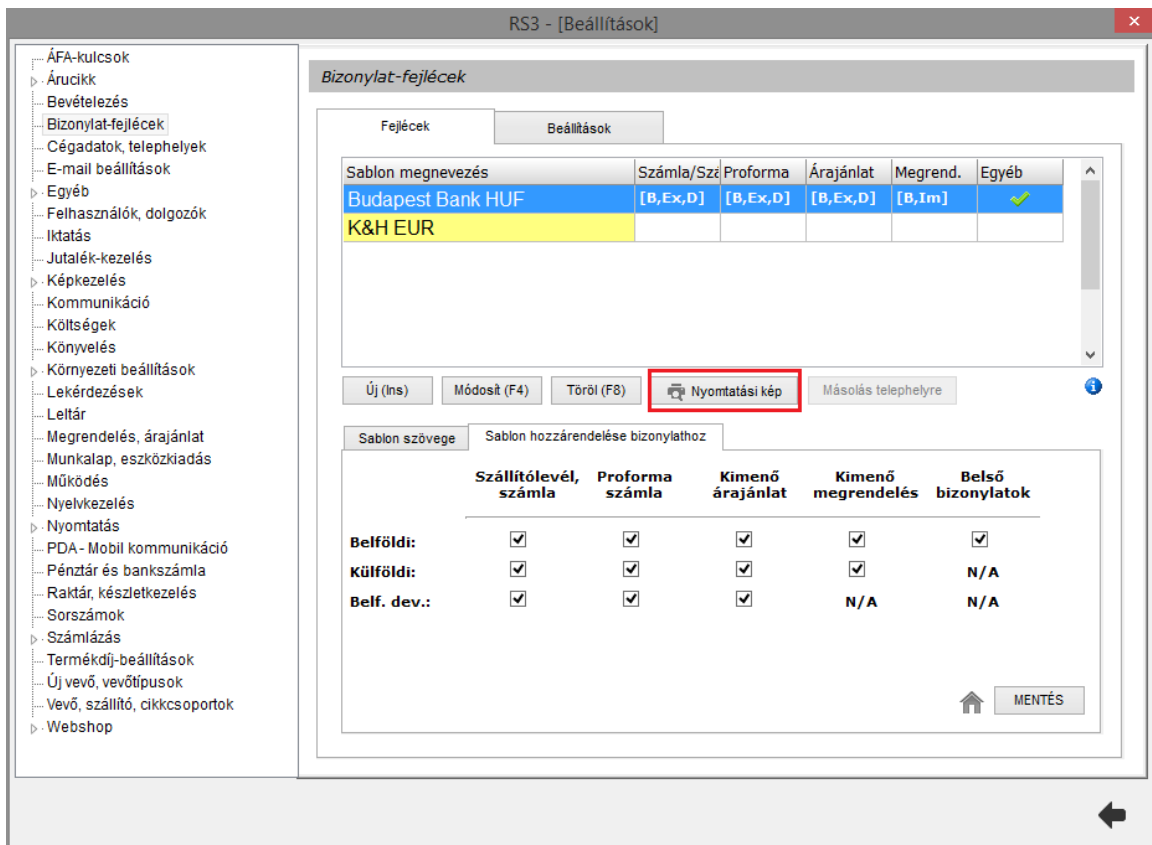 RS3 - [Beállítások]
ÁFA-kulcsok
Árucikk
Bevételezés
Bizonylat-fejlécek
Cégadatok, telephelyek
E-mail beállítások
Egyéb
Felhasználók, dolgozók
Iktatás
Jutalék-kezelés
Képkezelés
Kommunikáció
Költségek
Könyvelés
Környezeti beállítások
Lekérdezések
Leltár
Megrendelés, árajánlat
Munkalap, eszközkiadás
Működés
Nyelvkezelés
Nyomtatás
PDA- Mobil kommunikáció
Pénztár és bankszámla
Raktár, készletkezelés
Sorszámok
Számlázás
Termékdíj-beállítások
Új vevő, vevőtípusok
Vevő, szállító, cikkcsoportok
Webshop
Bizonylat-fejlécek
Fejlécek Beállítások
Sablon megnevezés Számla/Szá Proforma Árajánlat Megrend. Egyéb
Budapest Bank HUF [B,Ex,D] [B,Ex,D] [B,Ex,D] [B,Im]
K&H EUR
Új (Ins) Módosít (F4) Töröl (F8) Nyomtatási kép Másolás telephelyre
Sablon szövege Sablon hozzárendelése bizonylathoz
Szállítólevél, Proforma Kimenő Kimenő Belső
számla számla árajánlat megrendelés bizonylatok
Belföldi:
Külföldi: N/A
Belf. dev.: N/A N/A
MENTÉS